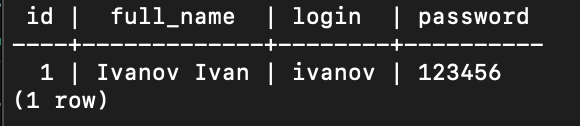 id |  full_name  | login  | password
----+-------------+--------+----------
  1 | Ivanov Ivan | ivanov | 123456
(1 row)